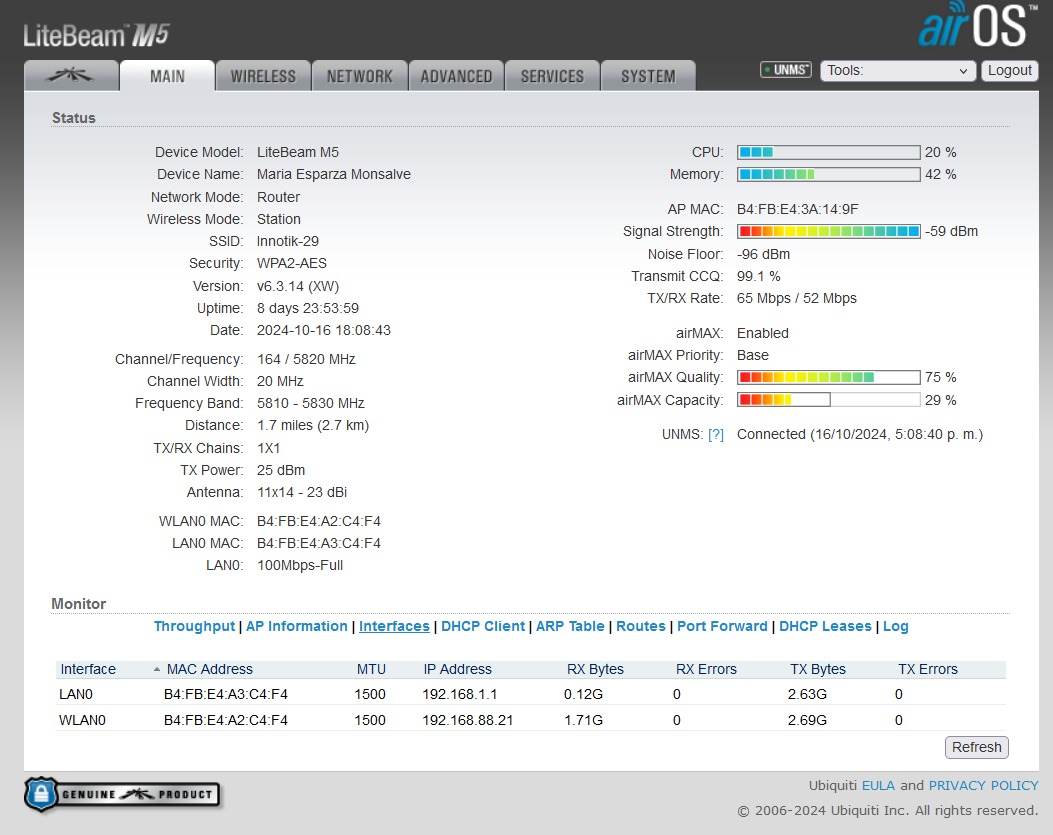 LiteBeam™ M5
airOS™
MAIN WIRELESS NETWORK ADVANCED SERVICES SYSTEM UNMS™ Tools: Logout
Status
Device Model: LiteBeam M5
Device Name: Maria Esparza Monsalve
Network Mode: Router
Wireless Mode: Station
SSID: Innotik-29
Security: WPA2-AES
Version: v6.3.14 (XW)
Uptime: 8 days 23:53:59
Date: 2024-10-16 18:08:43
Channel/Frequency: 164 / 5820 MHz
Channel Width: 20 MHz
Frequency Band: 5810 - 5830 MHz
Distance: 1.7 miles (2.7 km)
TX/RX Chains: 1X1
TX Power: 25 dBm
Antenna: 11x14 - 23 dBi
WLAN0 MAC: B4:FB:E4:A2:C4:F4
LAN0 MAC: B4:FB:E4:A3:C4:F4
LAN0: 100Mbps-Full
CPU: 20 %
Memory: 42 %
AP MAC: B4:FB:E4:3A:14:9F
Signal Strength: -59 dBm
Noise Floor: -96 dBm
Transmit CCQ: 99.1 %
TX/RX Rate: 65 Mbps / 52 Mbps
airMAX: Enabled
airMAX Priority: Base
airMAX Quality: 75 %
airMAX Capacity: 29 %
UNMS: [?] Connected (16/10/2024, 5:08:40 p. m.)
Monitor
Throughput | AP Information | Interfaces | DHCP Client | ARP Table | Routes | Port Forward | DHCP Leases | Log
Interface MAC Address MTU IP Address RX Bytes RX Errors TX Bytes TX Errors
LAN0 B4:FB:E4:A3:C4:F4 1500 192.168.1.1 0.12G 0 2.63G 0
WLAN0 B4:FB:E4:A2:C4:F4 1500 192.168.88.21 1.71G 0 2.69G 0
Refresh
GENUINE PRODUCT
Ubiquiti EULA and PRIVACY POLICY
© 2006-2024 Ubiquiti Inc. All rights reserved.